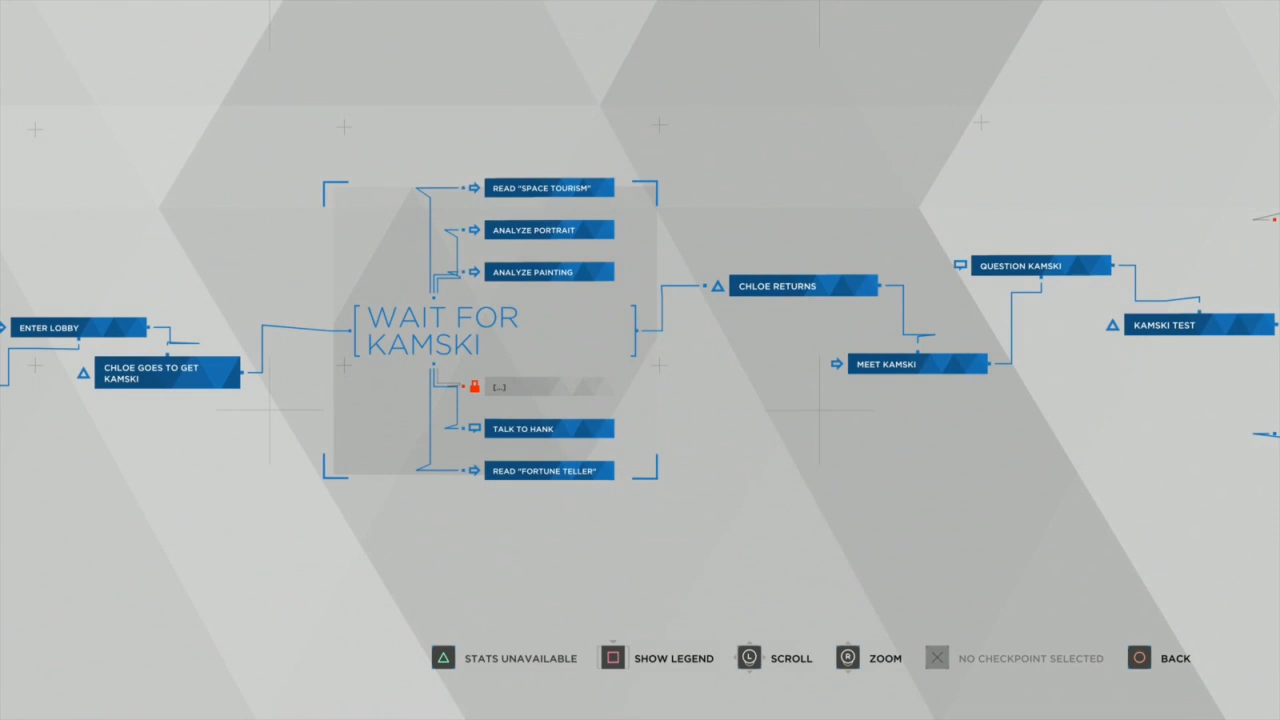 READ "SPACE TOURISM"
ANALYZE PORTRAIT
ANALYZE PAINTING
QUESTION KAMSKI
CHLOE RETURNS
ENTER LOBBY
WAIT FOR
KAMSKI
KAMSKI TEST
CHLOE GOES TO GET
KAMSKI
MEET KAMSKI
[...]
TALK TO HANK
READ "FORTUNE TELLER"
STATS UNAVAILABLE
SHOW LEGEND
L
SCROLL
R
ZOOM
NO CHECKPOINT SELECTED
BACK